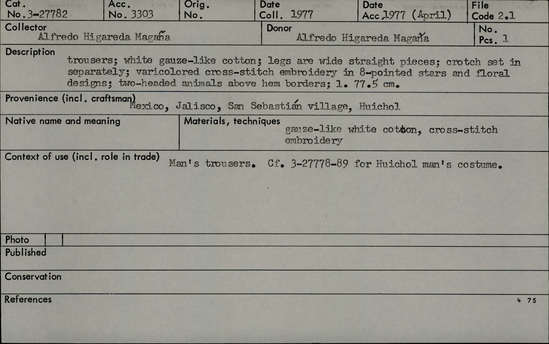 Cat. Acc. Orig. Date Date File
No. 3-27782 No. 3303 No. Coll. 1977 Acc. 1977 (April) Code 2.1
Collector Donor No.
Alfredo Higareda Magaña Alfredo Higareda Magaña Pcs. 1
Description
trousers; white gauze-like cotton; legs are wide straight pieces; crotch set in
separately; varicolored cross-stitch embroidery in 8-pointed stars and floral
designs; two-headed animals above hem borders; l. 77.5 cm.
Provenience (incl. craftsman) Mexico, Jalisco, San Sebastián village, Huichol
Native name and meaning Materials, techniques
gauze-like white cotton, cross-stitch
embroidery
Context of use (incl. role in trade) Man's trousers. Cf. 3-27778-89 for Huichol man's costume.
Photo
Published
Conservation
References 4 75